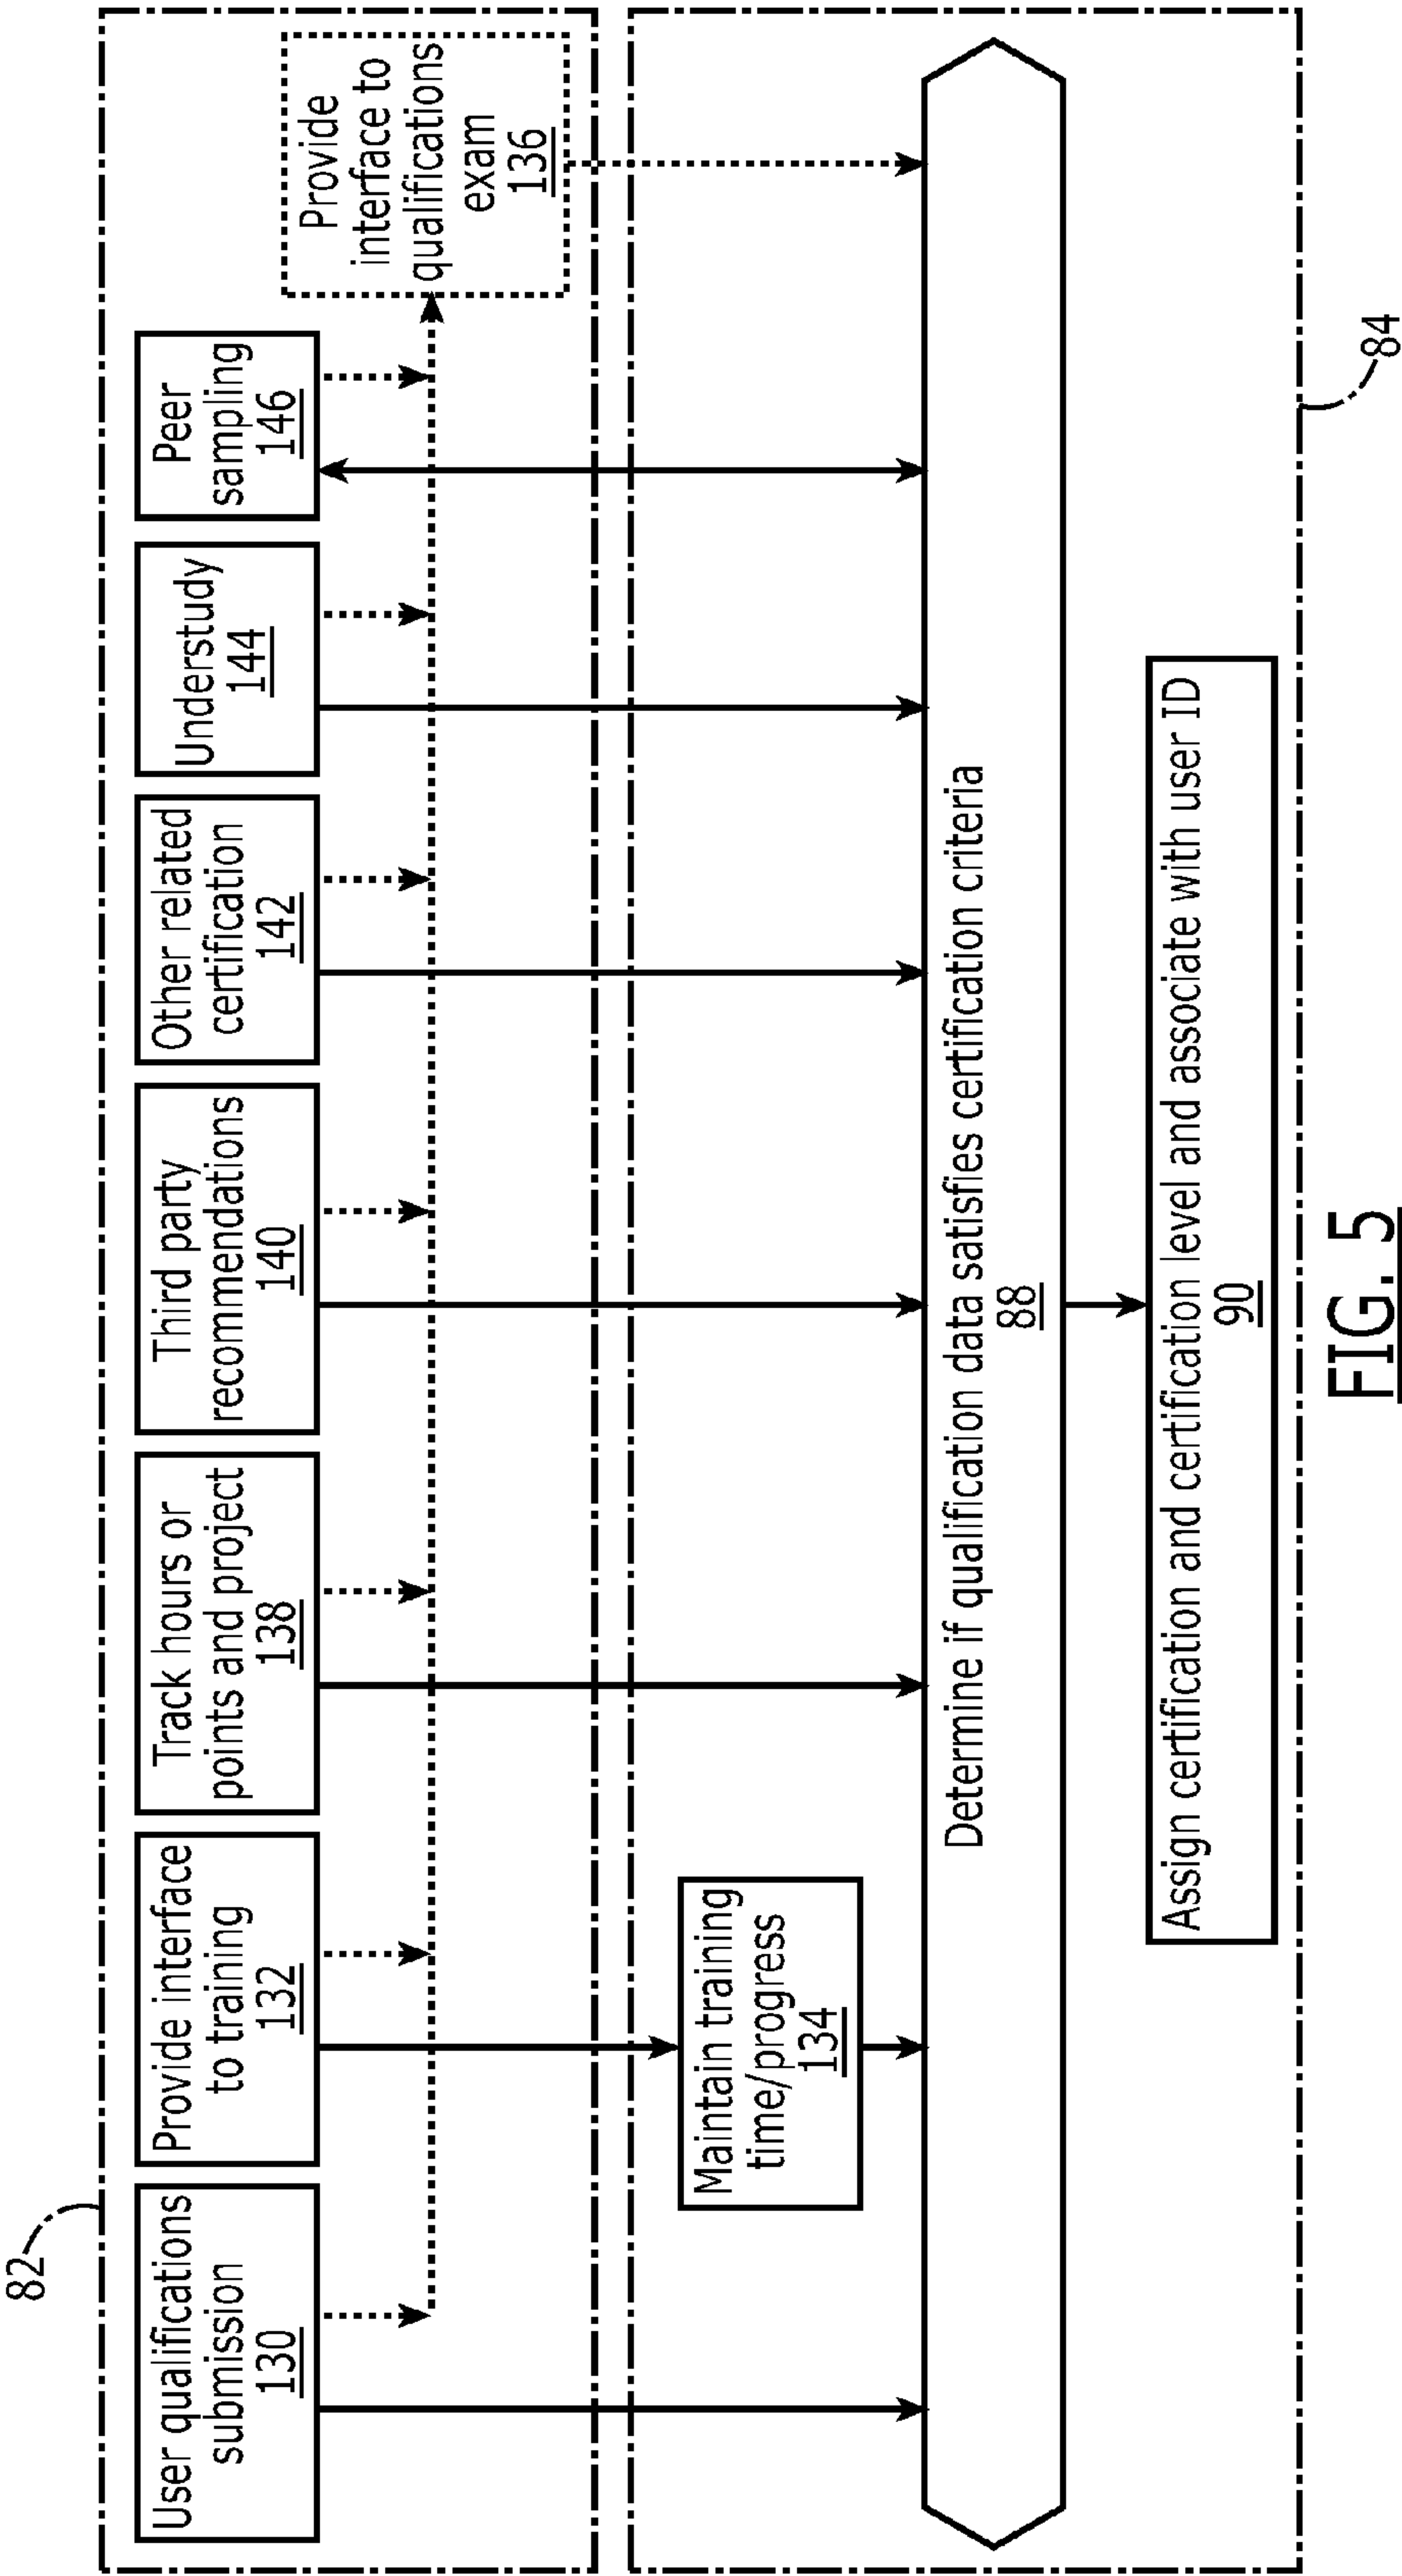 82
User qualifications
submission
130
Provide interface
to training
132
Track hours or
points and project
138
Third party
recommendations
140
Other related
certification
142
Understudy
144
Peer
sampling
146
Provide
interface to
qualifications
exam
136
Maintain training
time/progress
134
Determine if qualification data satisfies certification criteria
88
Assign certification and certification level and associate with user ID
90
84
FIG. 5